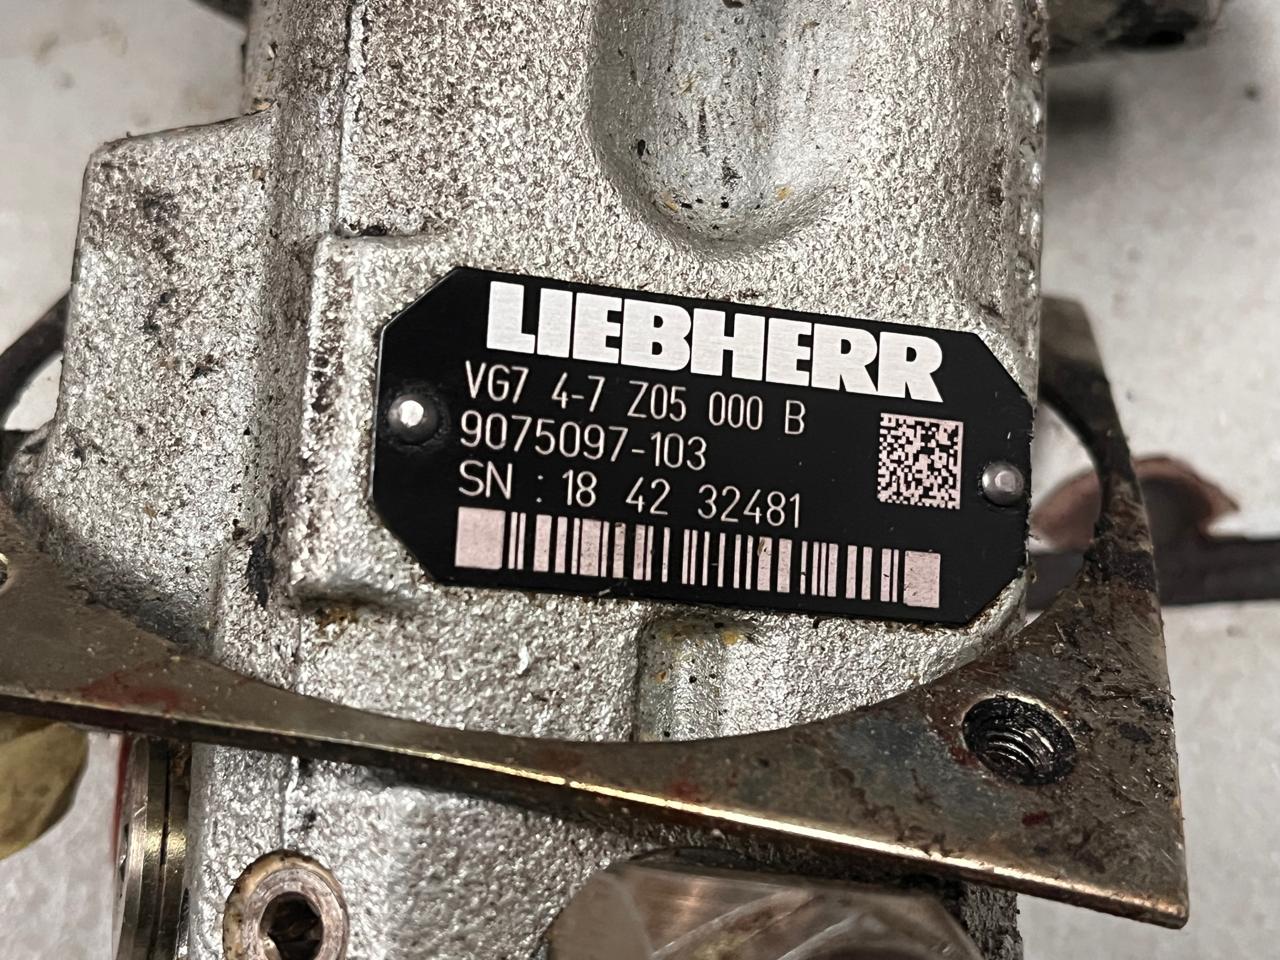 LIEBHERR
VG7 4-7 Z05 000 B
9075097-103
SN : 18 42 32481